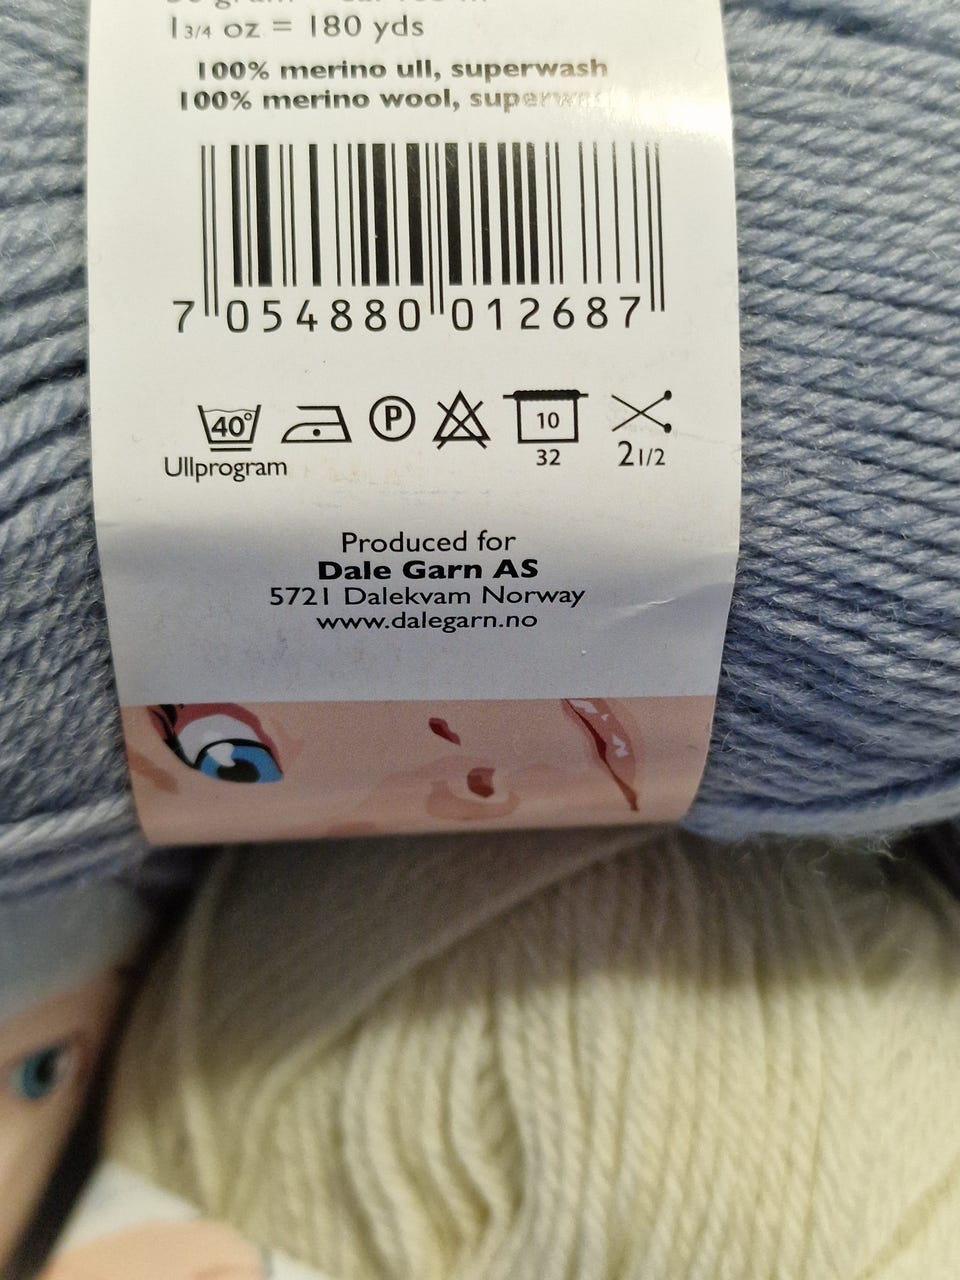 1 3/4 oz = 180 yds
100% merino ull, superwash
100% merino wool, superwas
7 054880 012687
40°
P
10
Ullprogram
32
2 1/2
Produced for
Dale Garn AS
5721 Dalekvam Norway
www.dalegarn.no